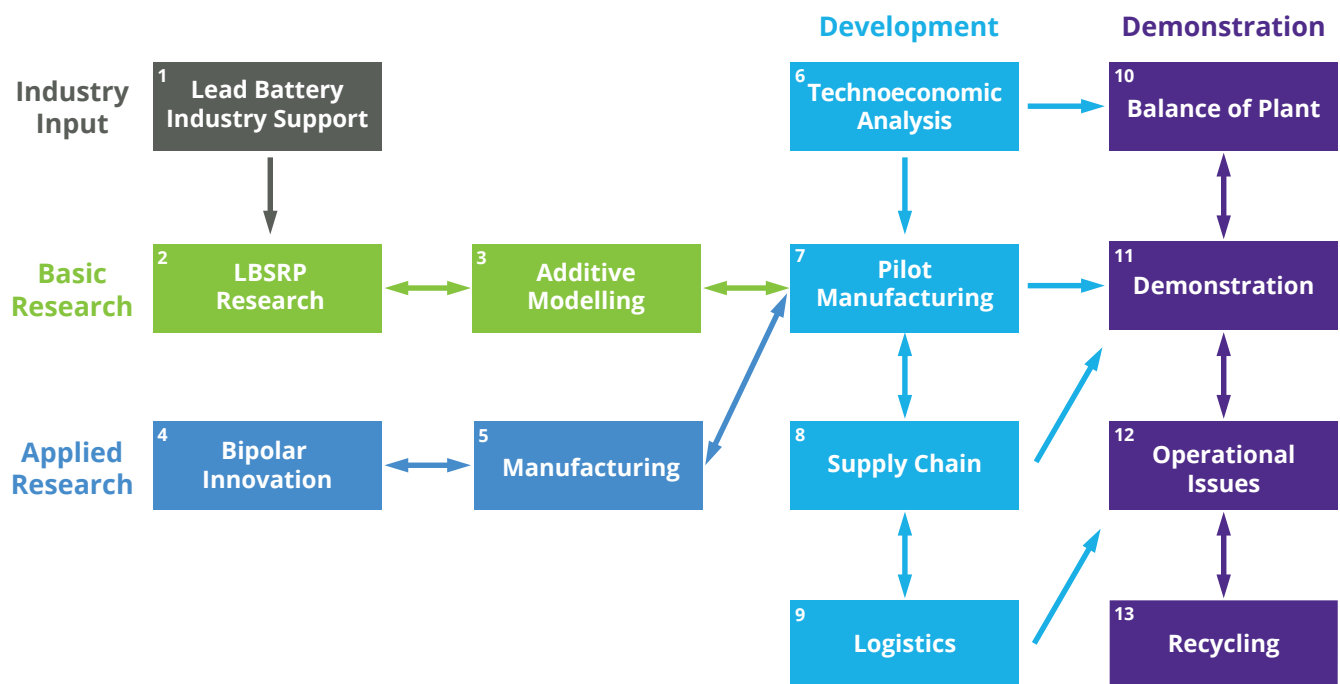 Development
Demonstration
Industry
Input
1
Lead Battery
Industry Support
6
Technoeconomic
Analysis
10
Balance of Plant
Basic
Research
2
LBSRP
Research
3
Additive
Modelling
7
Pilot
Manufacturing
11
Demonstration
Applied
Research
4
Bipolar
Innovation
5
Manufacturing
8
Supply Chain
12
Operational
Issues
9
Logistics
13
Recycling